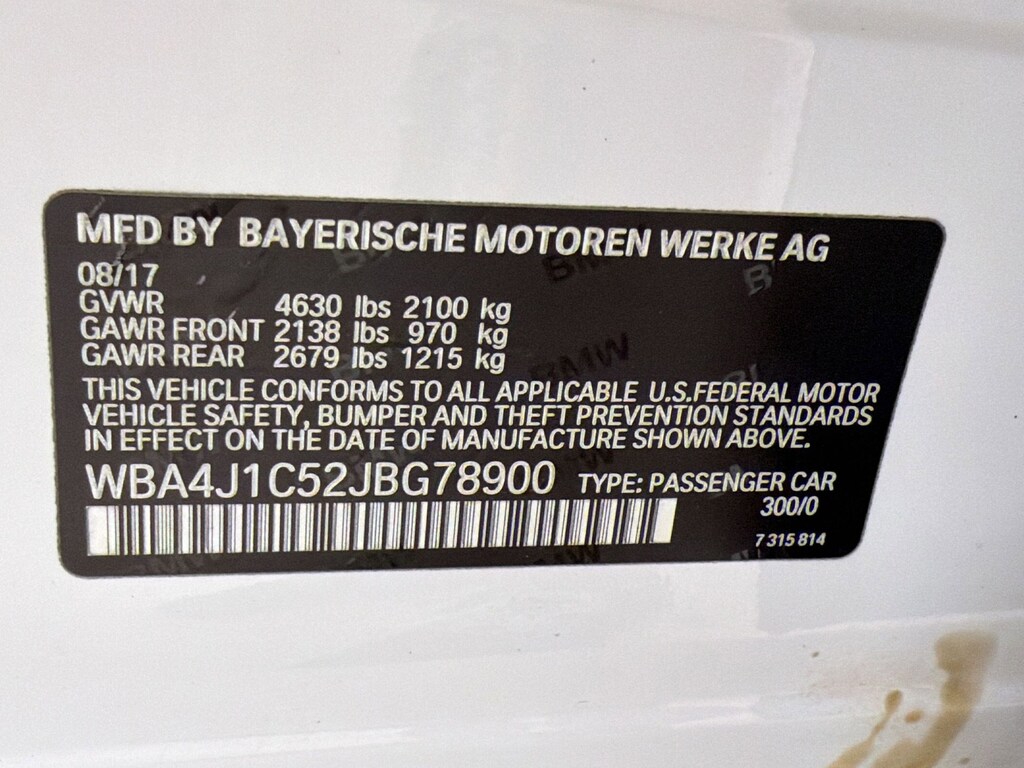 MFD BY BAYERISCHE MOTOREN WERKE AG
08/17
GVWR 4630 lbs 2100 kg
GAWR FRONT 2138 lbs 970 kg
GAWR REAR 2679 lbs 1215 kg
THIS VEHICLE CONFORMS TO ALL APPLICABLE U.S.FEDERAL MOTOR
VEHICLE SAFETY, BUMPER AND THEFT PREVENTION STANDARDS
IN EFFECT ON THE DATE OF MANUFACTURE SHOWN ABOVE.
WBA4J1C52JBG78900 TYPE: PASSENGER CAR
300/0
7 315 814